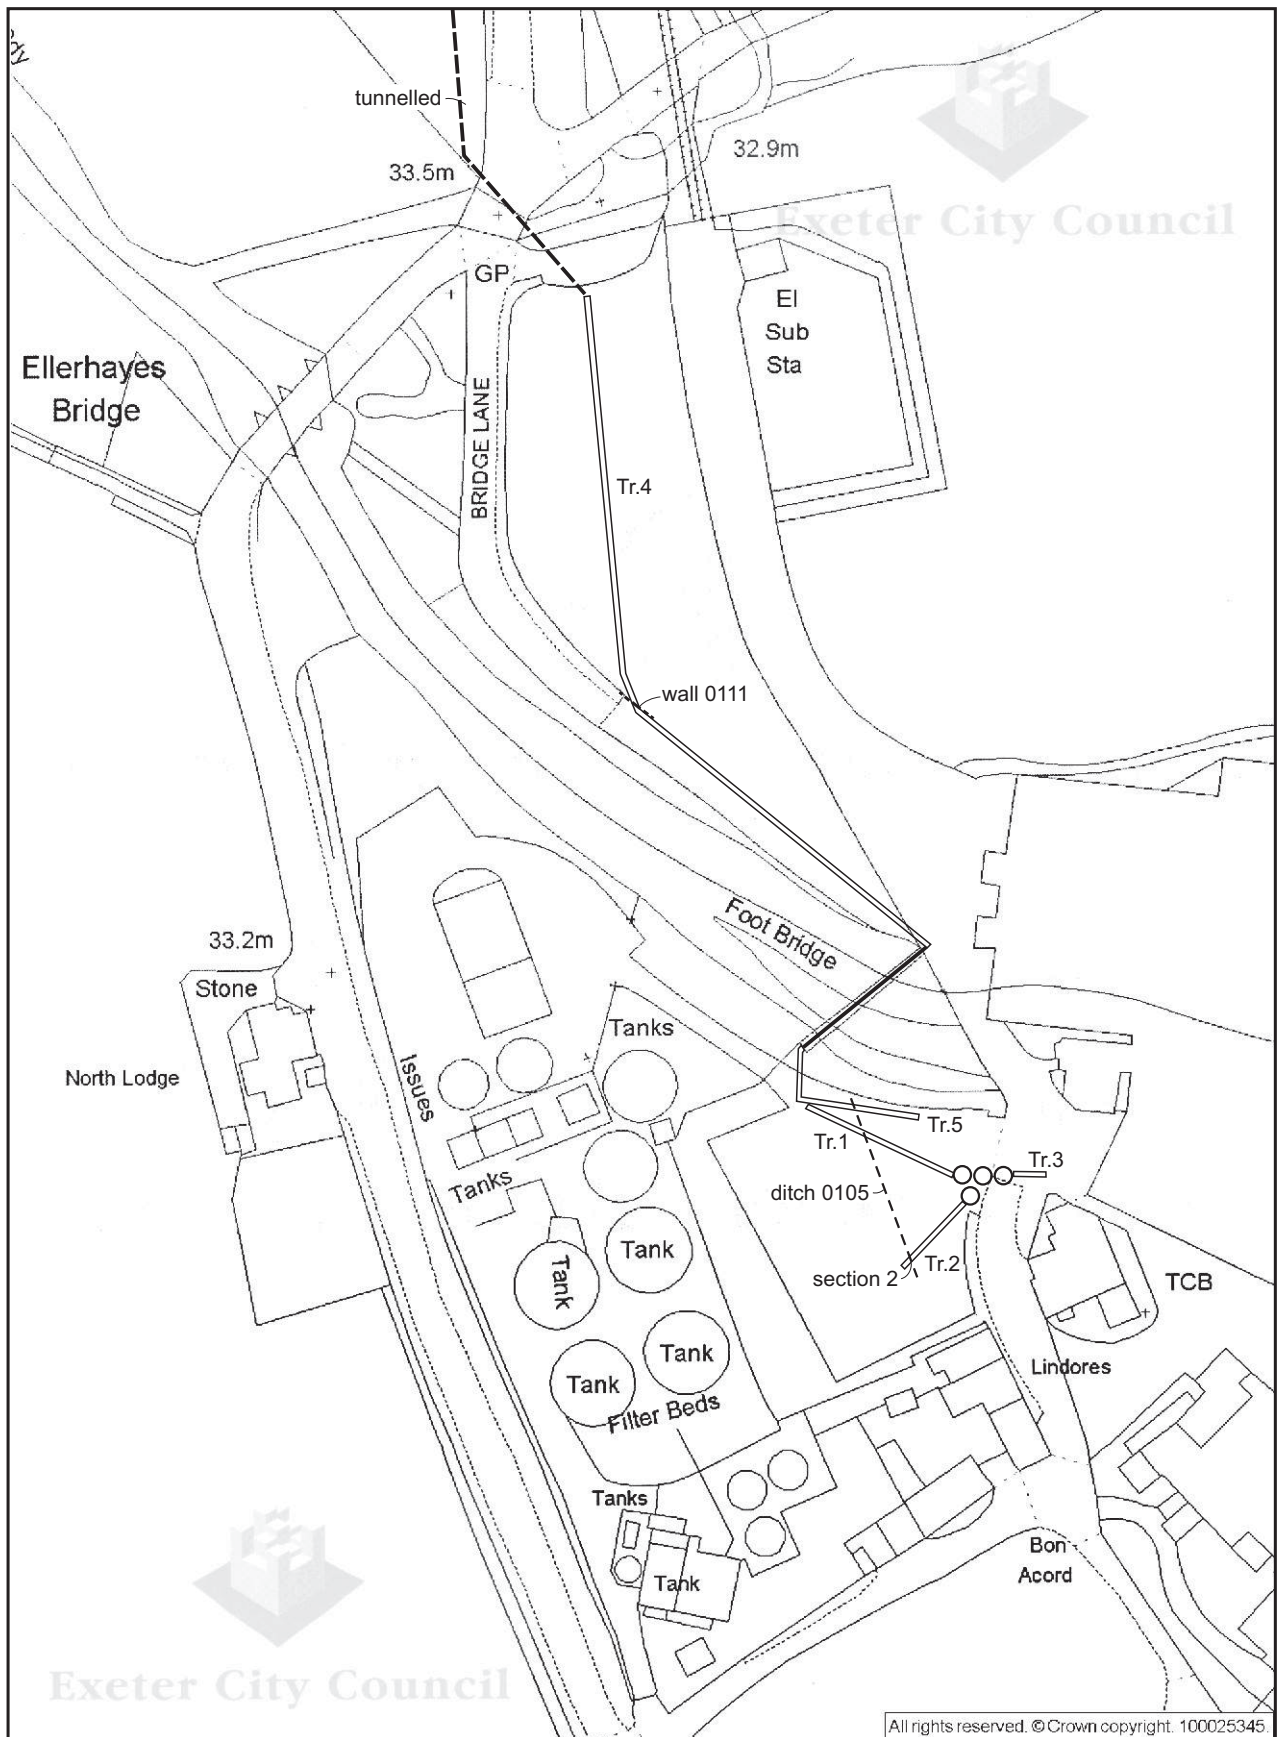 tunnelled
32.9m
33.5m
Exeter City Council
GP
El
Sub
Sta
Ellerhayes
Bridge
BRIDGE LANE
Tr.4
wall 0111
Foot Bridge
33.2m
Stone
Tanks
North Lodge
Issues
Tr.5
Tr.1
Tr.3
Tanks
ditch 0105
Tank
Tank
Tr.2
section 2
TCB
Tank
Lindores
Tank
Filter Beds
Tanks
Bon
Acord
Tank
Exeter City Council
All rights reserved. © Crown copyright. 100025345.